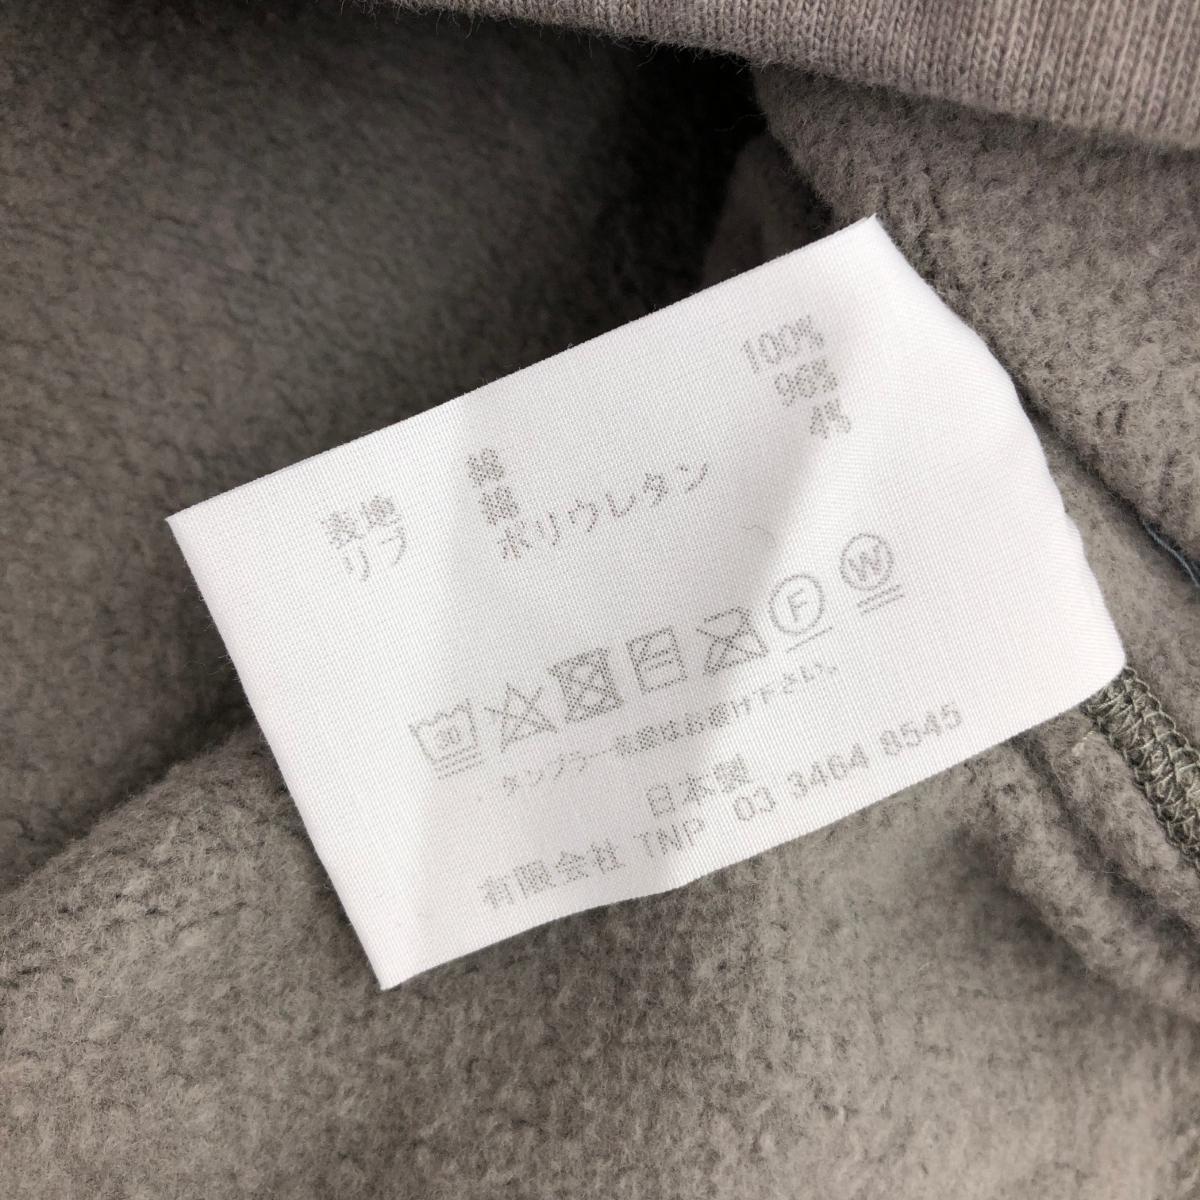 表地 綿 100%
リブ 綿 96%
ポリウレタン 4%
30 F W
タンブラー乾燥はお避け下さい。
日本製
有限会社 TNP 03 3464 8545